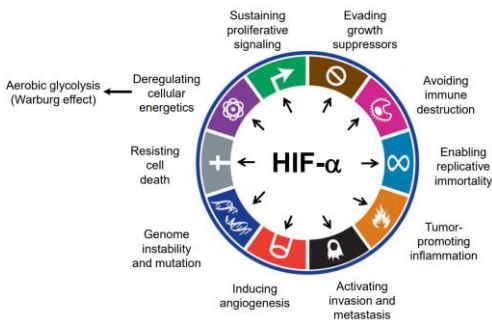 Sustaining
proliferative
signaling
Evading
growth
suppressors
Aerobic glycolysis
(Warburg effect)
Deregulating
cellular
energetics
Avoiding
immune
destruction
Resisting
cell
death
HIF-α
Enabling
replicative
immortality
Genome
instability
and mutation
Tumor-
promoting
inflammation
Inducing
angiogenesis
Activating
invasion and
metastasis